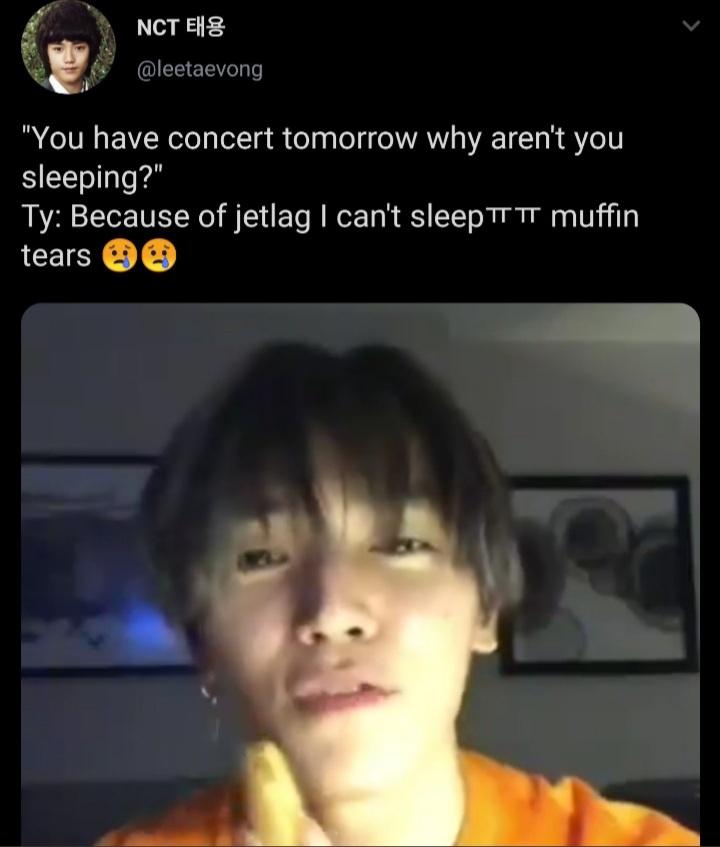 NCT 태용
@leetaevong
"You have concert tomorrow why aren't you
sleeping?"
Ty: Because of jetlag I can't sleepㅠㅠ muffin
tears 😢😢